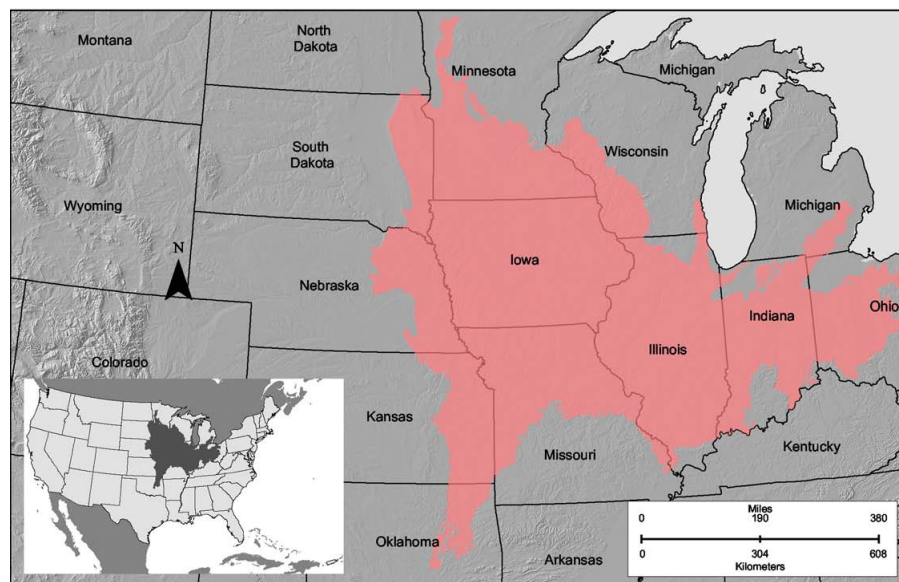 Montana
North
Dakota
Minnesota
Michigan
South
Dakota
Wisconsin
Wyoming
Michigan
N
Iowa
Nebraska
Ohio
Indiana
Illinois
Colorado
Kansas
Kentucky
Missouri
Oklahoma
Arkansas
Miles
0 190 380
0 304 608
Kilometers